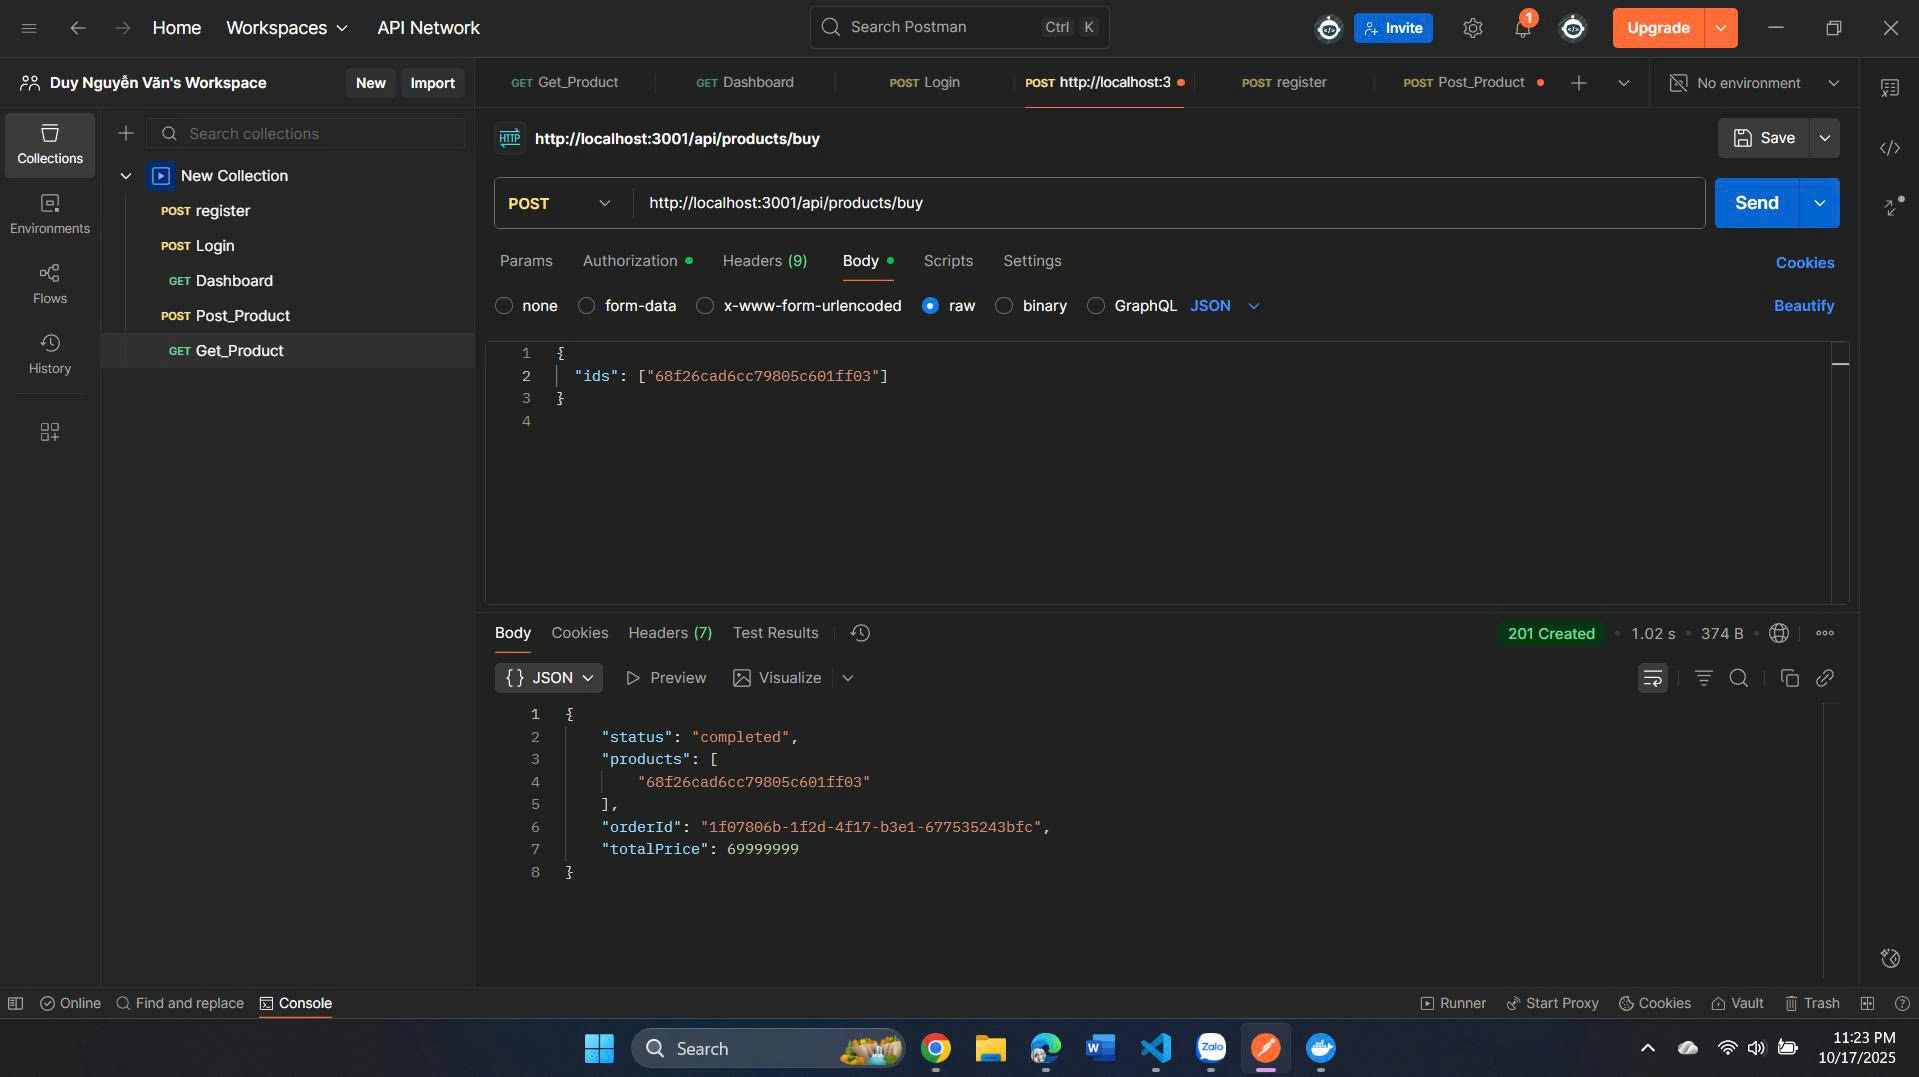 Home
Workspaces
API Network
Search Postman
Ctrl K
Invite
1
Upgrade
Duy Nguyễn Văn's Workspace
New
Import
GET Get_Product
GET Dashboard
POST Login
POST http://localhost:3
POST register
POST Post_Product
No environment
Collections
Environments
Flows
History
Search collections
New Collection
POST register
POST Login
GET Dashboard
POST Post_Product
GET Get_Product
HTTP http://localhost:3001/api/products/buy
Save
POST http://localhost:3001/api/products/buy
Send
Params
Authorization
Headers (9)
Body
Scripts
Settings
Cookies
none
form-data
x-www-form-urlencoded
raw
binary
GraphQL
JSON
Beautify
1 {
2 "ids": ["68f26cad6cc79805c601ff03"]
3 }
4
Body
Cookies
Headers (7)
Test Results
201 Created
1.02 s
374 B
{} JSON
Preview
Visualize
1 {
2 "status": "completed",
3 "products": [
4 "68f26cad6cc79805c601ff03"
5 ],
6 "orderId": "1f07806b-1f2d-4f17-b3e1-677535243bfc",
7 "totalPrice": 69999999
8 }
Online
Find and replace
Console
Runner
Start Proxy
Cookies
Vault
Trash
Search
W
Zalo
11:23 PM
10/17/2025